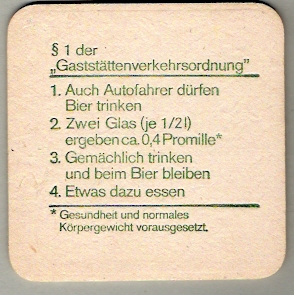 § 1 der
„Gaststättenverkehrsordnung”
1. Auch Autofahrer dürfen
Bier trinken
2. Zwei Glas (je 1/2l)
ergeben ca. 0,4 Promille*
3. Gemächlich trinken
und beim Bier bleiben
4. Etwas dazu essen
* Gesundheit und normales
Körpergewicht vorausgesetzt.